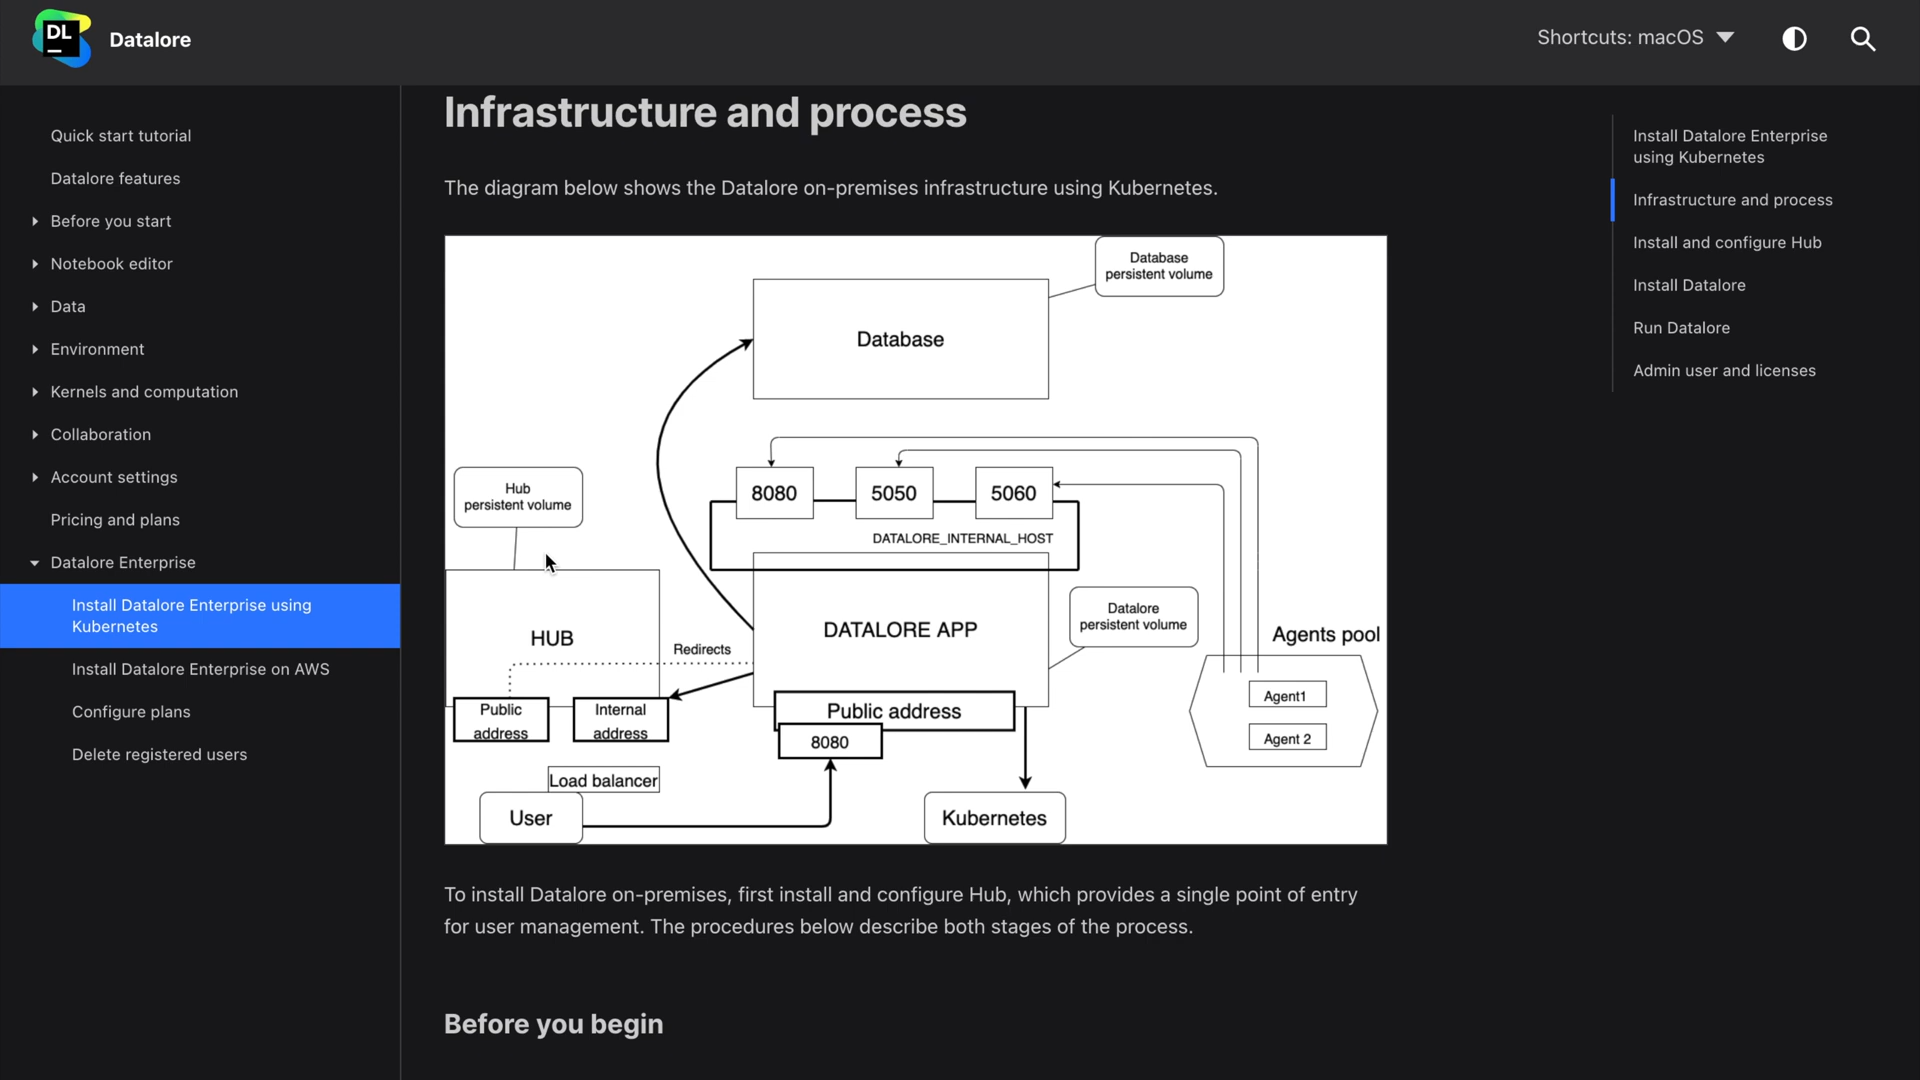 DL
Datalore
Shortcuts: macOS
Quick start tutorial
Datalore features
Before you start
Notebook editor
Data
Environment
Kernels and computation
Collaboration
Account settings
Pricing and plans
Datalore Enterprise
Install Datalore Enterprise using
Kubernetes
Install Datalore Enterprise on AWS
Configure plans
Delete registered users
Infrastructure and process
The diagram below shows the Datalore on-premises infrastructure using Kubernetes.
Database
persistent volume
Database
Hub
persistent volume
8080
5050
5060
DATALORE_INTERNAL_HOST
Datalore
persistent volume
HUB
Redirects
DATALORE APP
Agents pool
Agent1
Agent 2
Public
address
Internal
address
Public address
8080
Load balancer
User
Kubernetes
To install Datalore on-premises, first install and configure Hub, which provides a single point of entry
for user management. The procedures below describe both stages of the process.
Before you begin
Install Datalore Enterprise
using Kubernetes
Infrastructure and process
Install and configure Hub
Install Datalore
Run Datalore
Admin user and licenses